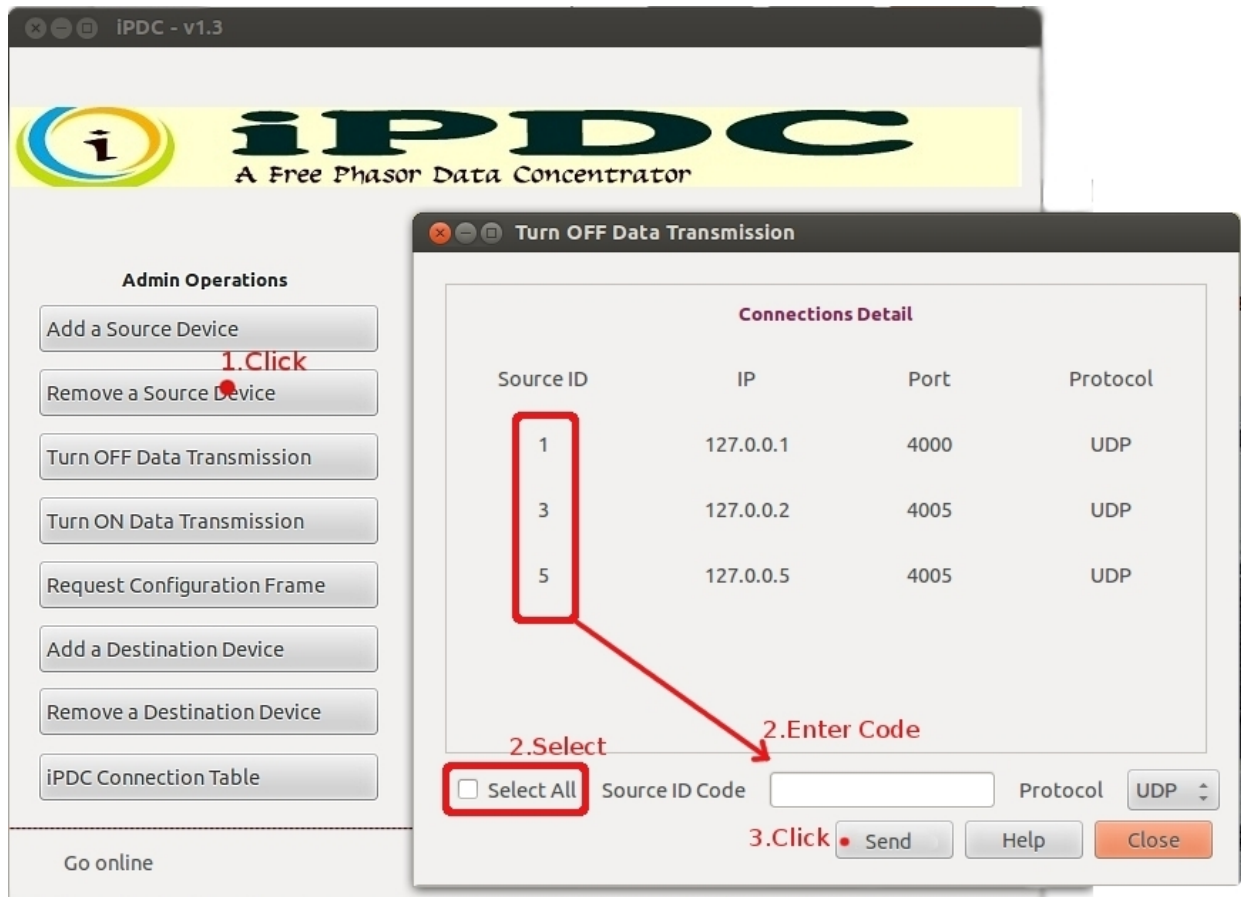 iPDC - v1.3
i
iPDC
A Free Phasor Data Concentrator
Admin Operations
Add a Source Device
1.Click
Remove a Source Device
Turn OFF Data Transmission
Turn ON Data Transmission
Request Configuration Frame
Add a Destination Device
Remove a Destination Device
iPDC Connection Table
Go online
Turn OFF Data Transmission
Connections Detail
Source ID IP Port Protocol
1 127.0.0.1 4000 UDP
3 127.0.0.2 4005 UDP
5 127.0.0.5 4005 UDP
2.Select 2.Enter Code
Select All Source ID Code Protocol UDP
3.Click Send Help Close